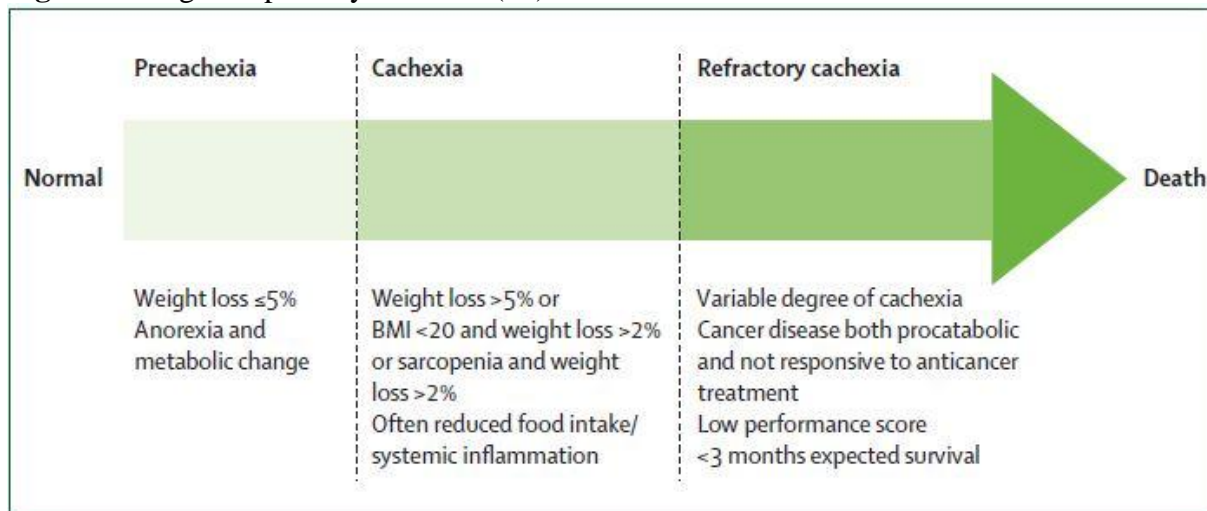 Precachexia
Cachexia
Refractory cachexia
Normal
Death
Weight loss ≤5%
Anorexia and
metabolic change
Weight loss >5% or
BMI <20 and weight loss >2%
or sarcopenia and weight
loss >2%
Often reduced food intake/
systemic inflammation
Variable degree of cachexia
Cancer disease both procatabolic
and not responsive to anticancer
treatment
Low performance score
<3 months expected survival